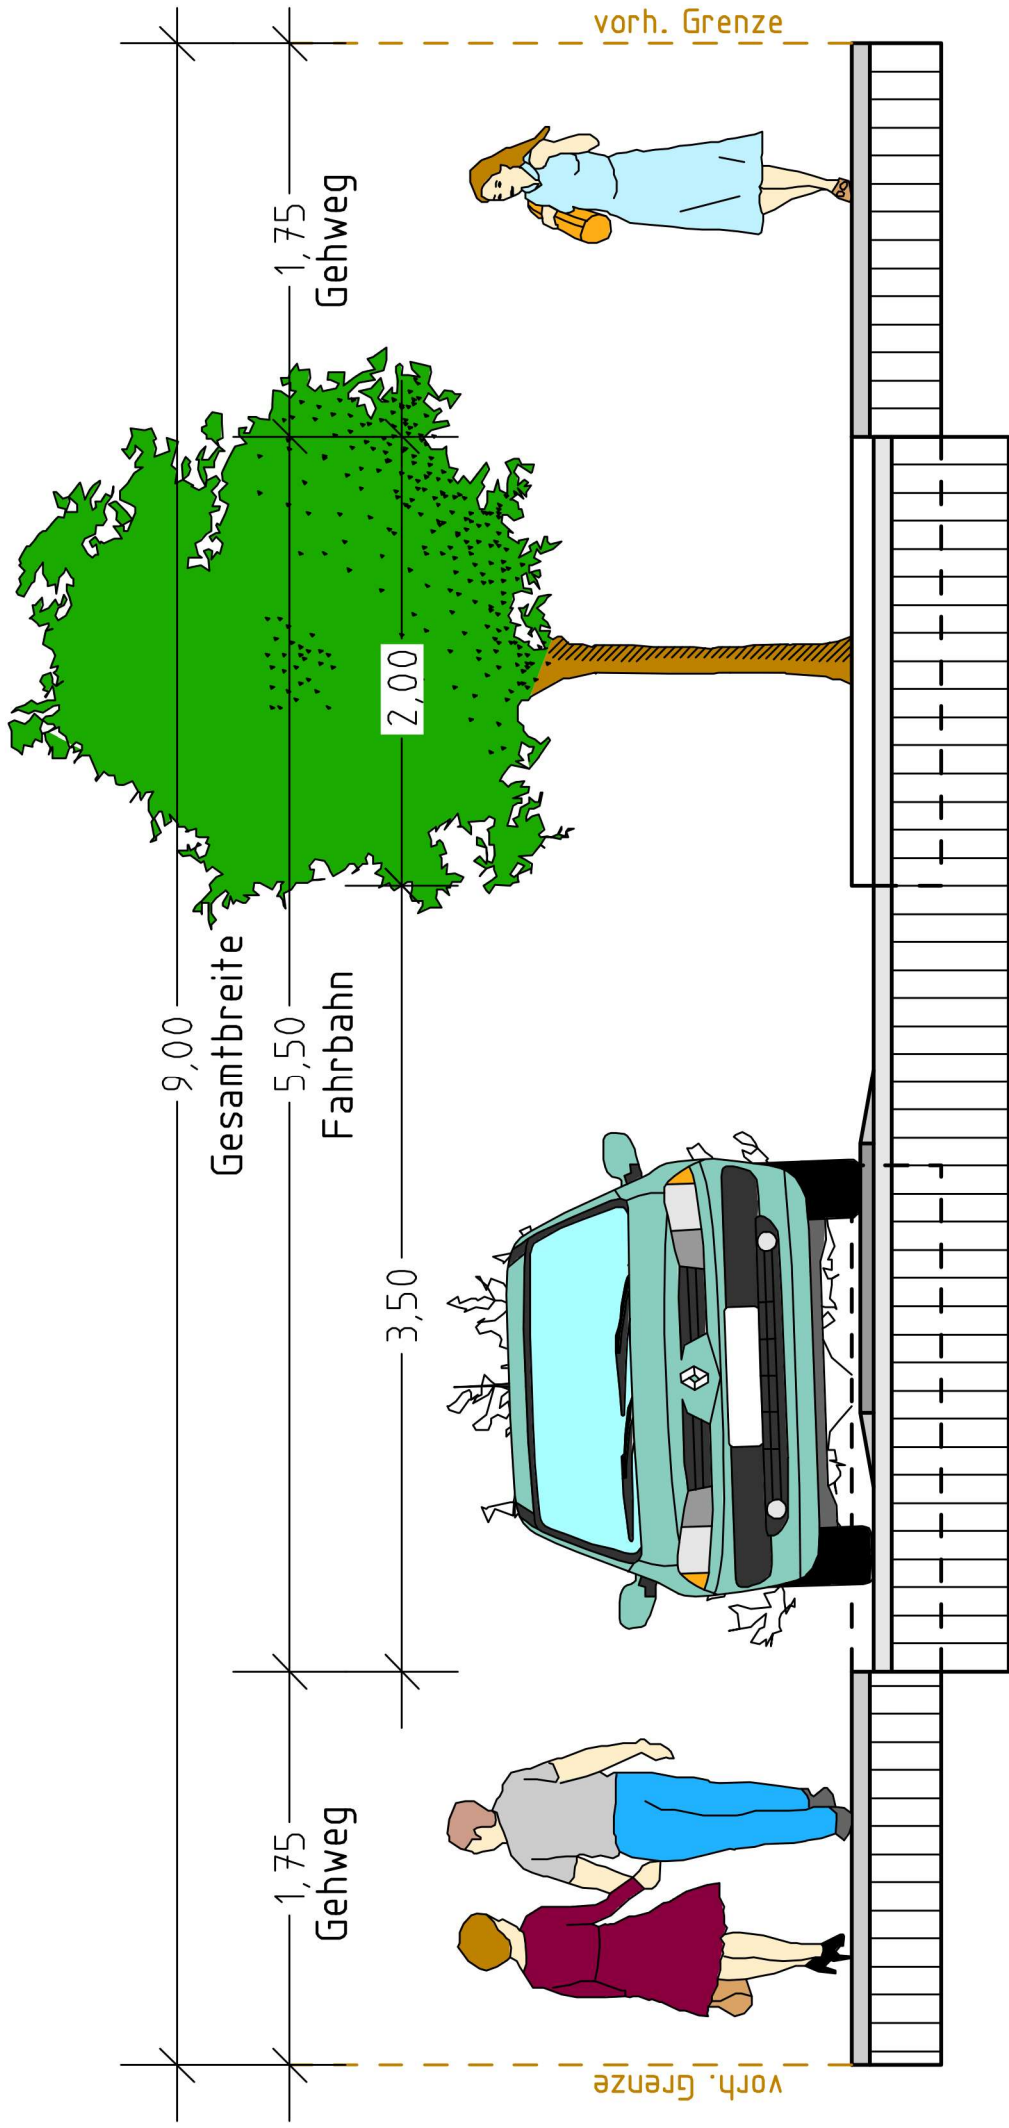 vorh. Grenze
9,00
Gesamtbreite
1,75
Gehweg
5,50
Fahrbahn
1,75
Gehweg
3,50
2,00
vorh. Grenze